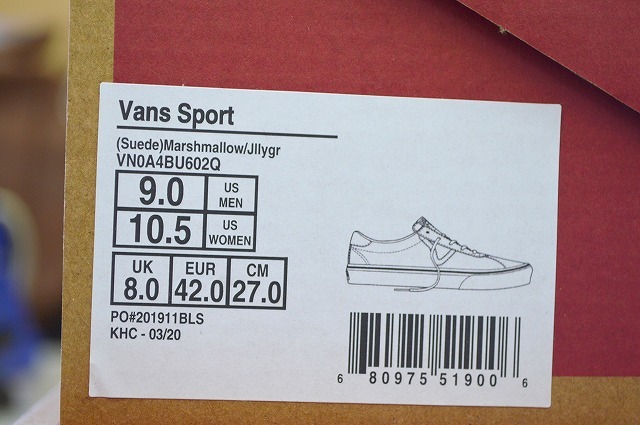 Vans Sport
(Suede)Marshmallow/Jllygr
VN0A4BU602Q
9.0 US MEN
10.5 US WOMEN
UK EUR CM
8.0 42.0 27.0
PO#201911BLS
KHC - 03/20
6 80975 51900 6